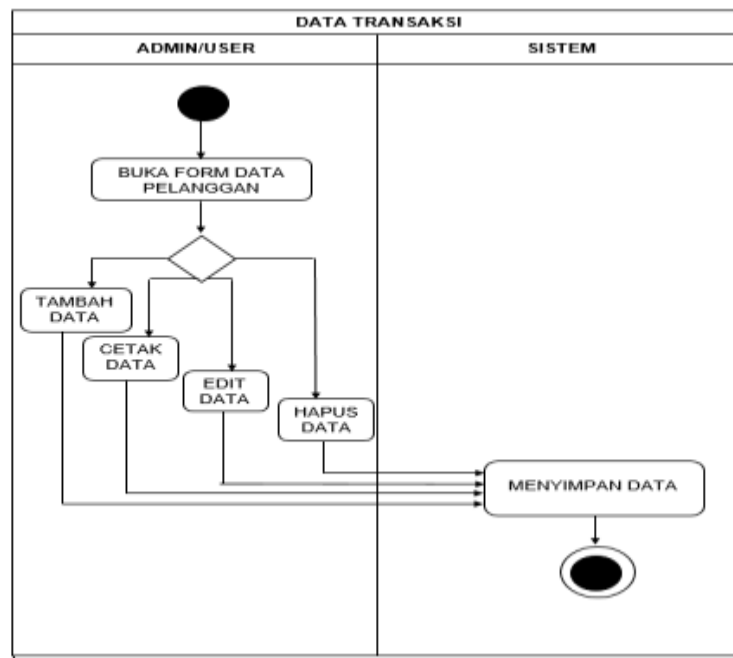 DATA TRANSAKSI
ADMIN/USER
SISTEM
BUKA FORM DATA
PELANGGAN
TAMBAH
DATA
CETAK
DATA
EDIT
DATA
HAPUS
DATA
MENYIMPAN DATA